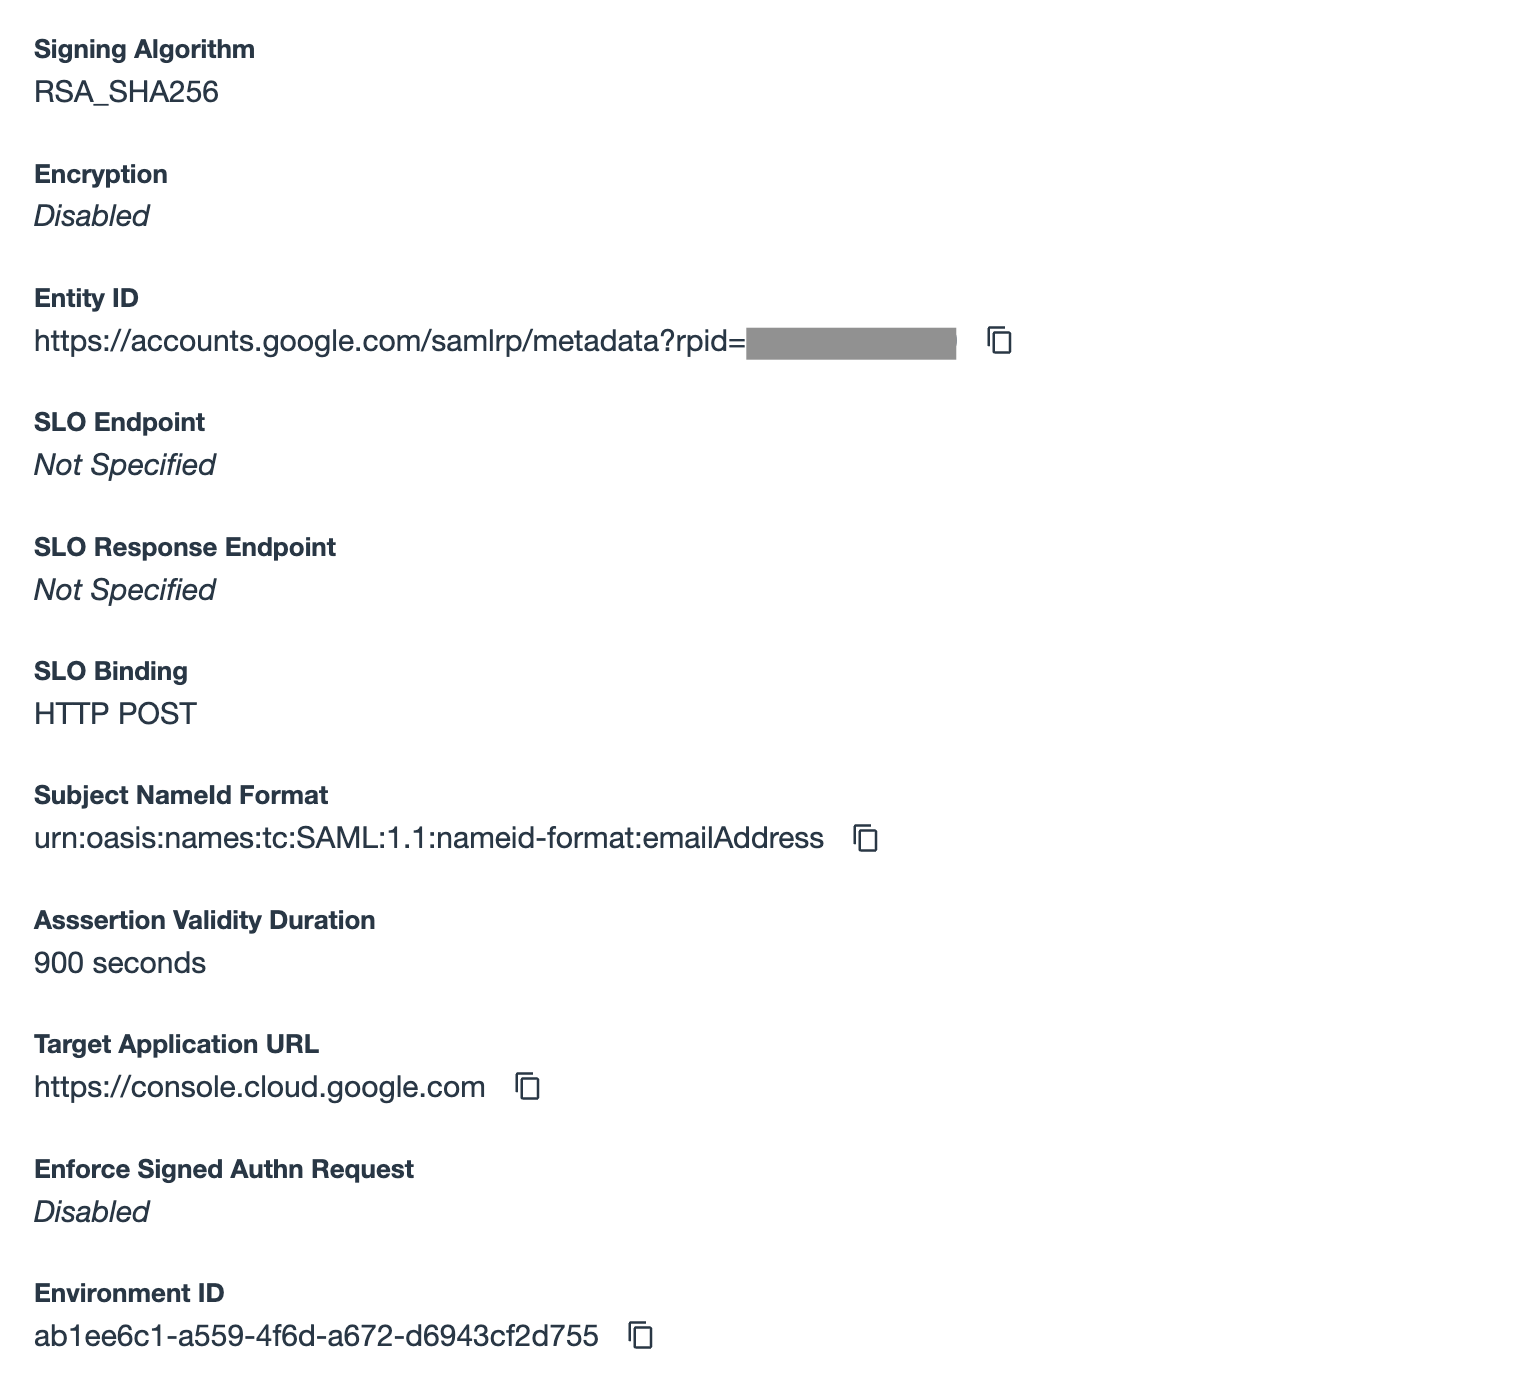 Signing Algorithm
RSA_SHA256
Encryption
Disabled
Entity ID
https://accounts.google.com/samlrp/metadata?rpid=
SLO Endpoint
Not Specified
SLO Response Endpoint
Not Specified
SLO Binding
HTTP POST
Subject NameId Format
urn:oasis:names:tc:SAML:1.1:nameid-format:emailAddress
Asssertion Validity Duration
900 seconds
Target Application URL
https://console.cloud.google.com
Enforce Signed Authn Request
Disabled
Environment ID
ab1ee6c1-a559-4f6d-a672-d6943cf2d755